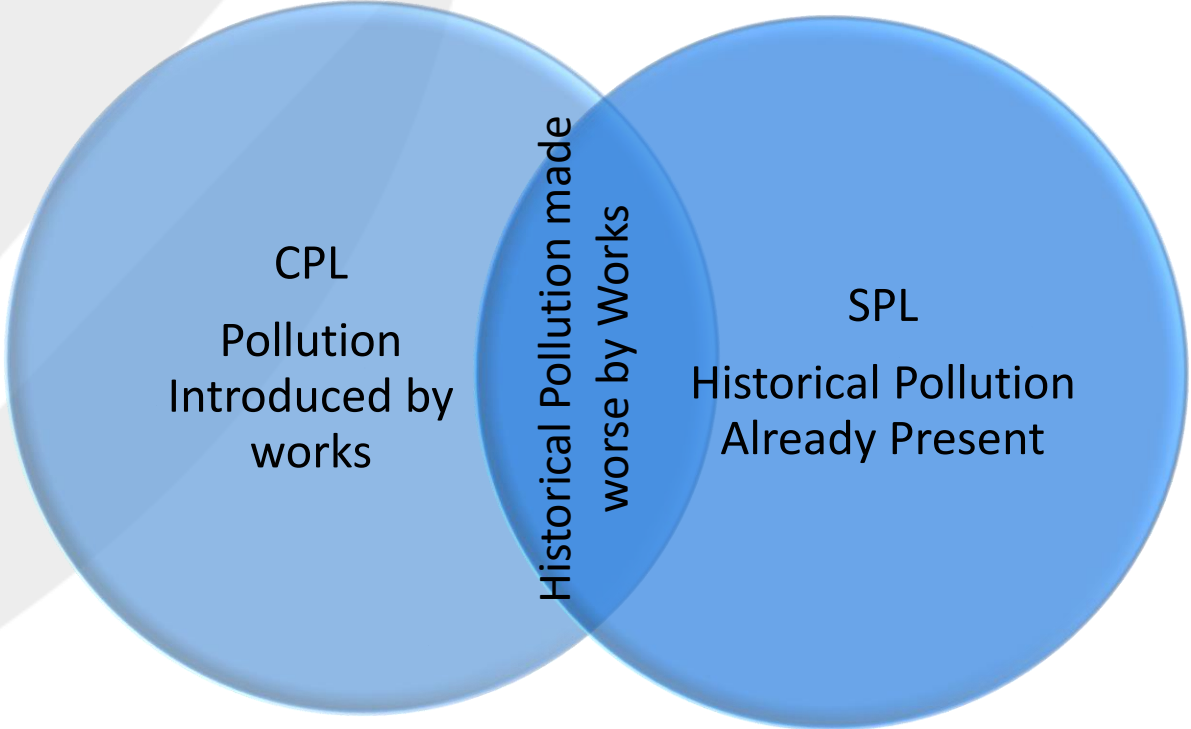 CPL
Pollution
Introduced by
works
Historical Pollution made
worse by Works
SPL
Historical Pollution
Already Present